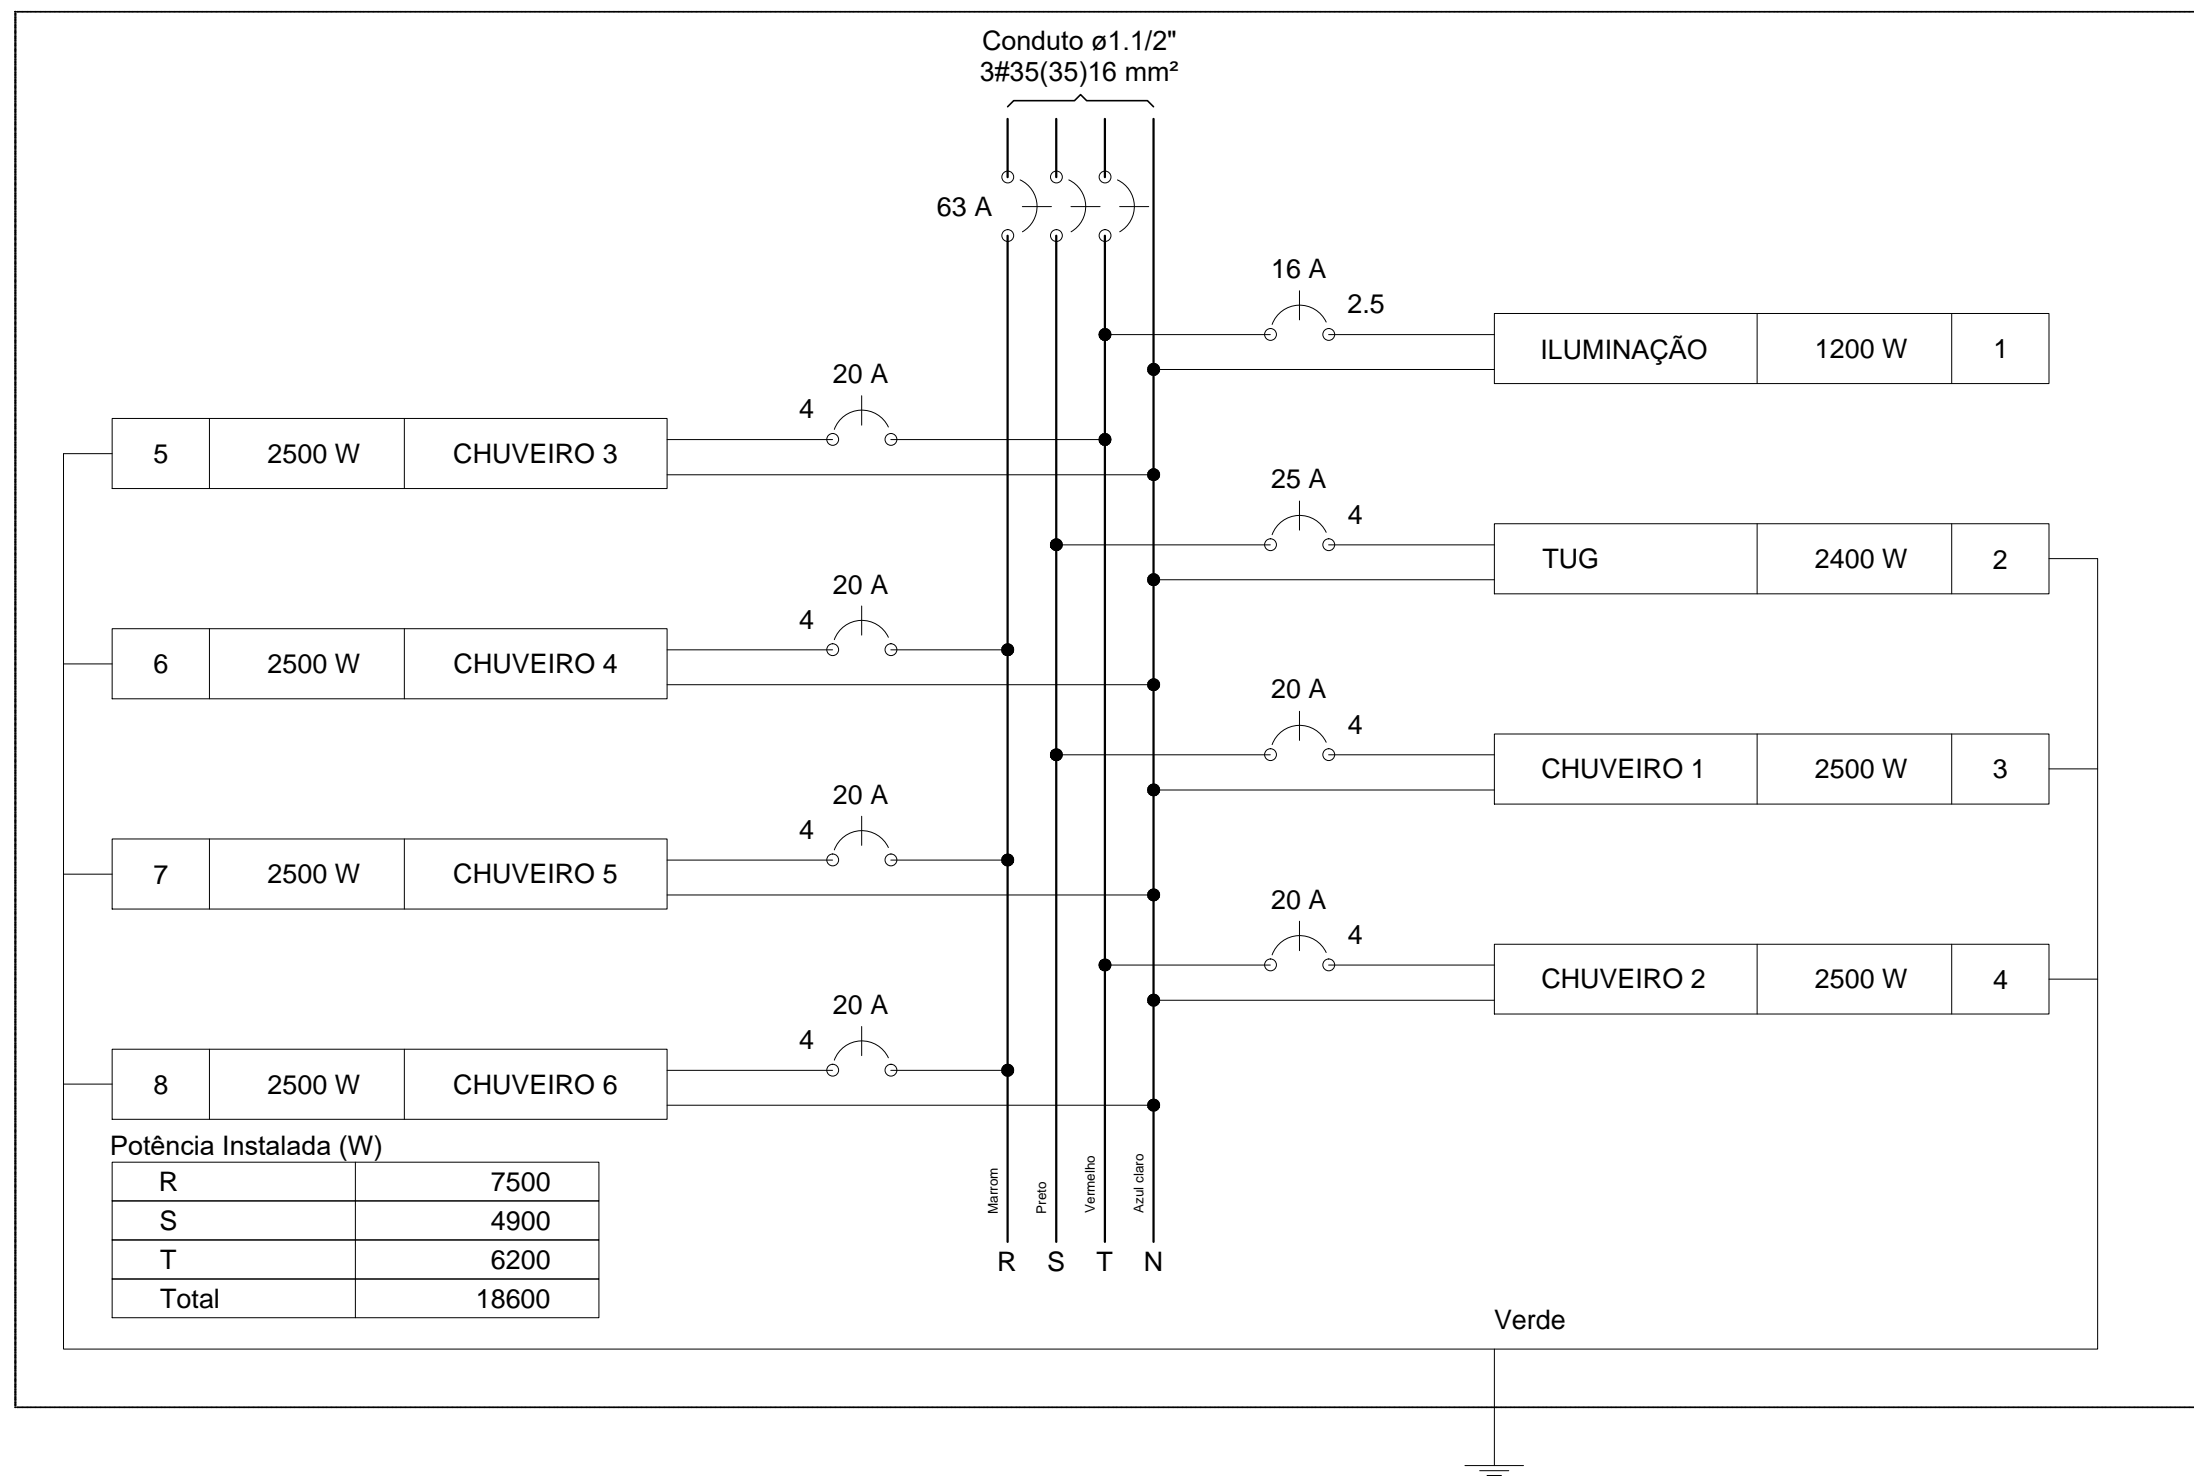 Conduto ø1.1/2"
3#35(35)16 mm²
63 A
16 A
2.5
ILUMINAÇÃO 1200 W 1
20 A
4
5 2500 W CHUVEIRO 3
25 A
4
TUG 2400 W 2
20 A
4
6 2500 W CHUVEIRO 4
20 A
4
CHUVEIRO 1 2500 W 3
20 A
4
7 2500 W CHUVEIRO 5
20 A
4
CHUVEIRO 2 2500 W 4
20 A
4
8 2500 W CHUVEIRO 6
Potência Instalada (W)
R 7500
S 4900
T 6200
Total 18600
Marrom
Preto
Vermelho
Azul claro
R S T N
Verde